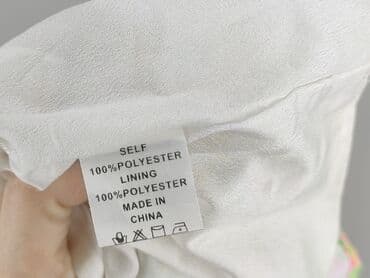 SELF
100%POLYESTER
LINING
100%POLYESTER
MADE IN
CHINA